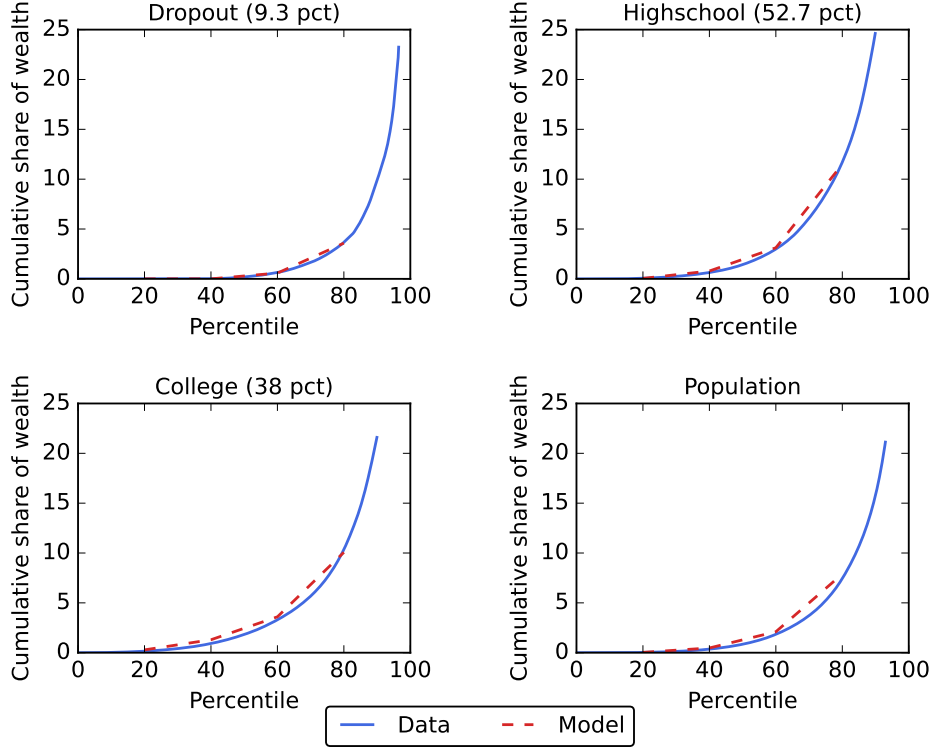 Dropout (9.3 pct)
Cumulative share of wealth
25
20
15
10
5
0
0 20 40 60 80 100
Percentile
Highschool (52.7 pct)
Cumulative share of wealth
25
20
15
10
5
0
0 20 40 60 80 100
Percentile
College (38 pct)
Cumulative share of wealth
25
20
15
10
5
0
0 20 40 60 80 100
Percentile
Population
Cumulative share of wealth
25
20
15
10
5
0
0 20 40 60 80 100
Percentile
Data Model